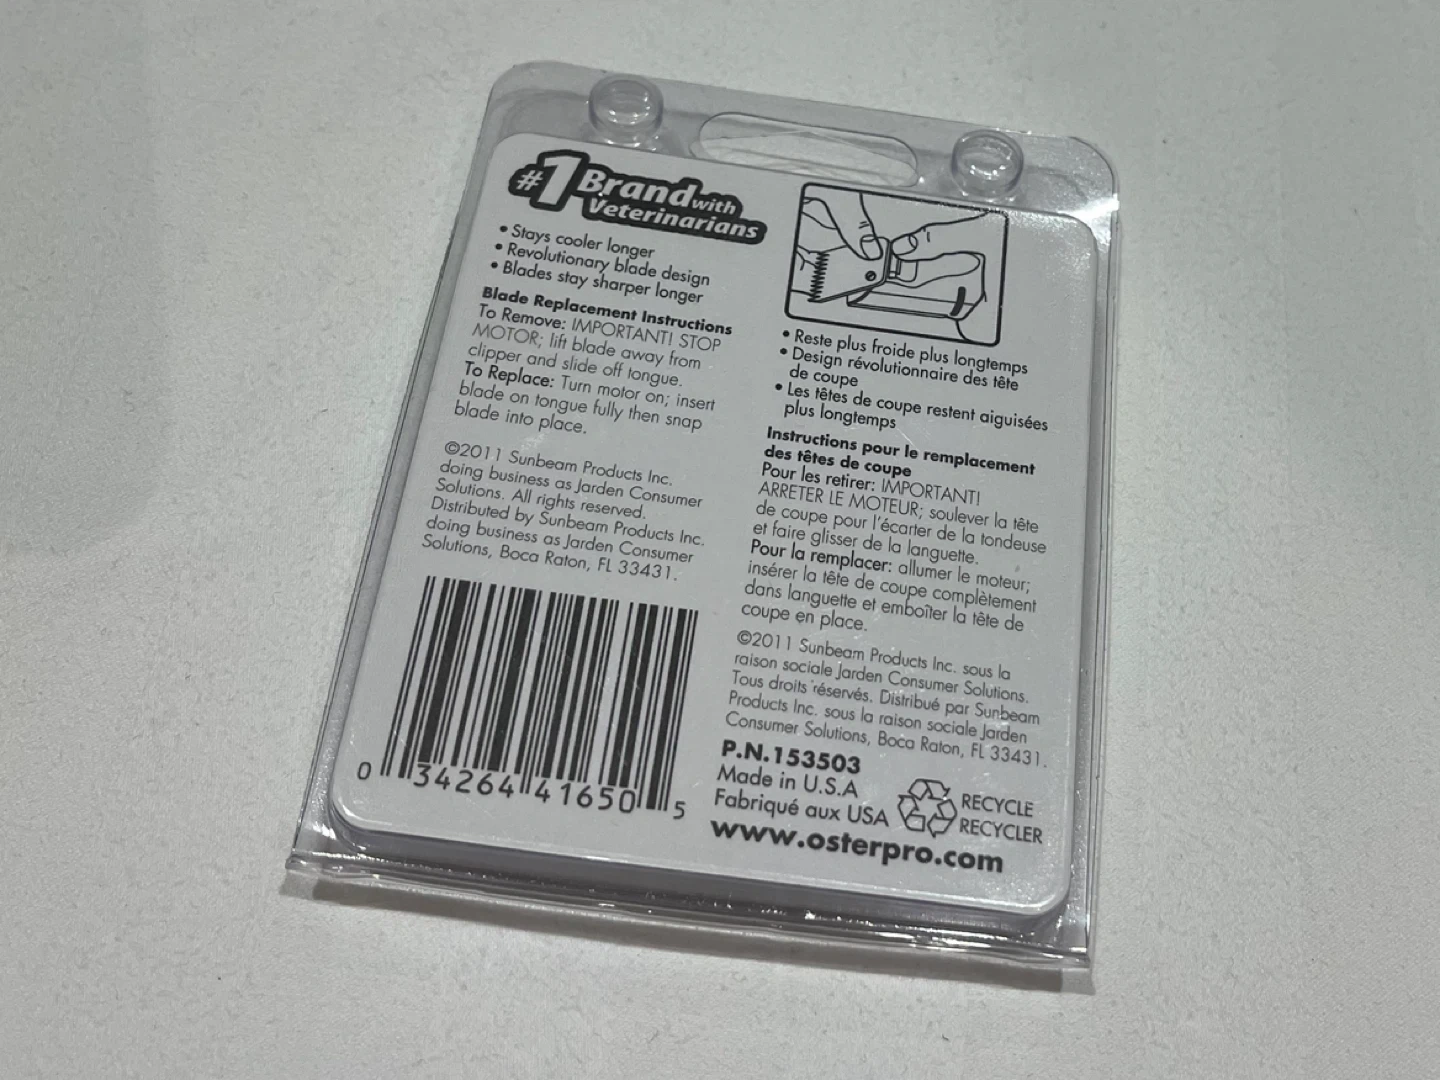 #1 Brand with
Veterinarians
• Stays cooler longer
• Revolutionary blade design
• Blades stay sharper longer
Blade Replacement Instructions
To Remove: IMPORTANT! STOP
MOTOR; lift blade away from
clipper and slide off tongue.
To Replace: Turn motor on; insert
blade on tongue fully then snap
blade into place.
©2011 Sunbeam Products Inc.
doing business as Jarden Consumer
Solutions. All rights reserved.
Distributed by Sunbeam Products Inc.
doing business as Jarden Consumer
Solutions, Boca Raton, FL 33431.
0 34264 41650 5
• Reste plus froide plus longtemps
• Design révolutionnaire des tête
de coupe
• Les têtes de coupe restent aiguisées
plus longtemps
Instructions pour le remplacement
des têtes de coupe
Pour les retirer: IMPORTANT!
ARRETER LE MOTEUR; soulever la tête
de coupe pour l'écarter de la tondeuse
et faire glisser de la languette.
Pour la remplacer: allumer le moteur;
insérer la tête de coupe complètement
dans languette et emboîter la tête de
coupe en place.
©2011 Sunbeam Products Inc. sous la
raison sociale Jarden Consumer Solutions.
Tous droits réservés. Distribué par Sunbeam
Products Inc. sous la raison sociale Jarden
Consumer Solutions, Boca Raton, FL 33431.
P.N.153503
Made in U.S.A
Fabriqué aux USA
RECYCLE
RECYCLER
www.osterpro.com